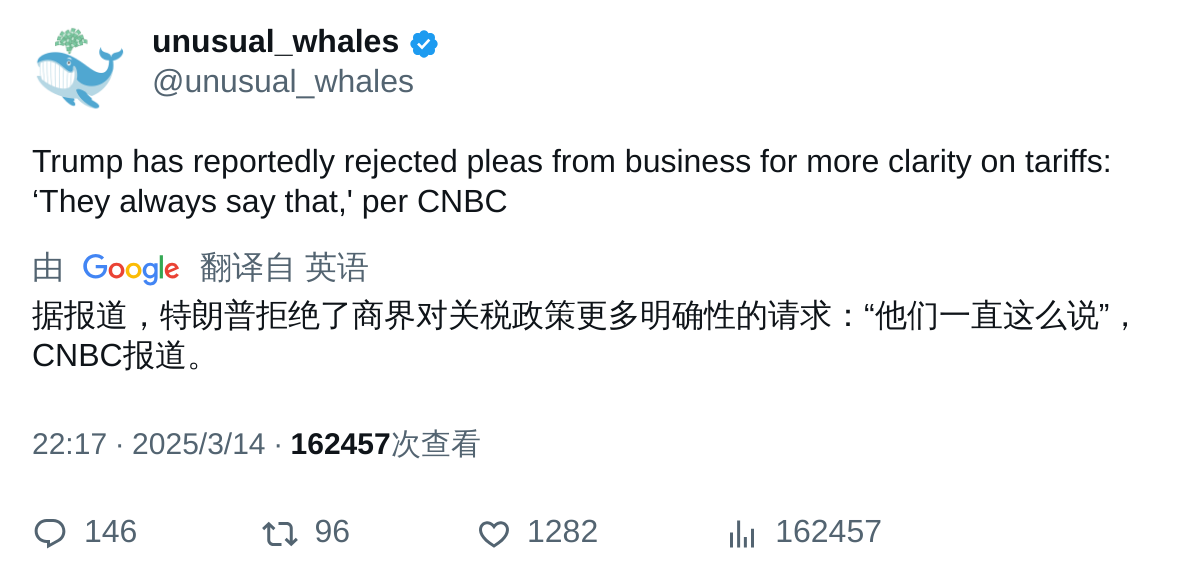 unusual_whales
@unusual_whales
Trump has reportedly rejected pleas from business for more clarity on tariffs:
‘They always say that,' per CNBC
由 Google 翻译自 英语
据报道，特朗普拒绝了商界对关税政策更多明确性的请求：“他们一直这么说”，
CNBC报道。
22:17 · 2025/3/14 · 162457次查看
146 96 1282 162457